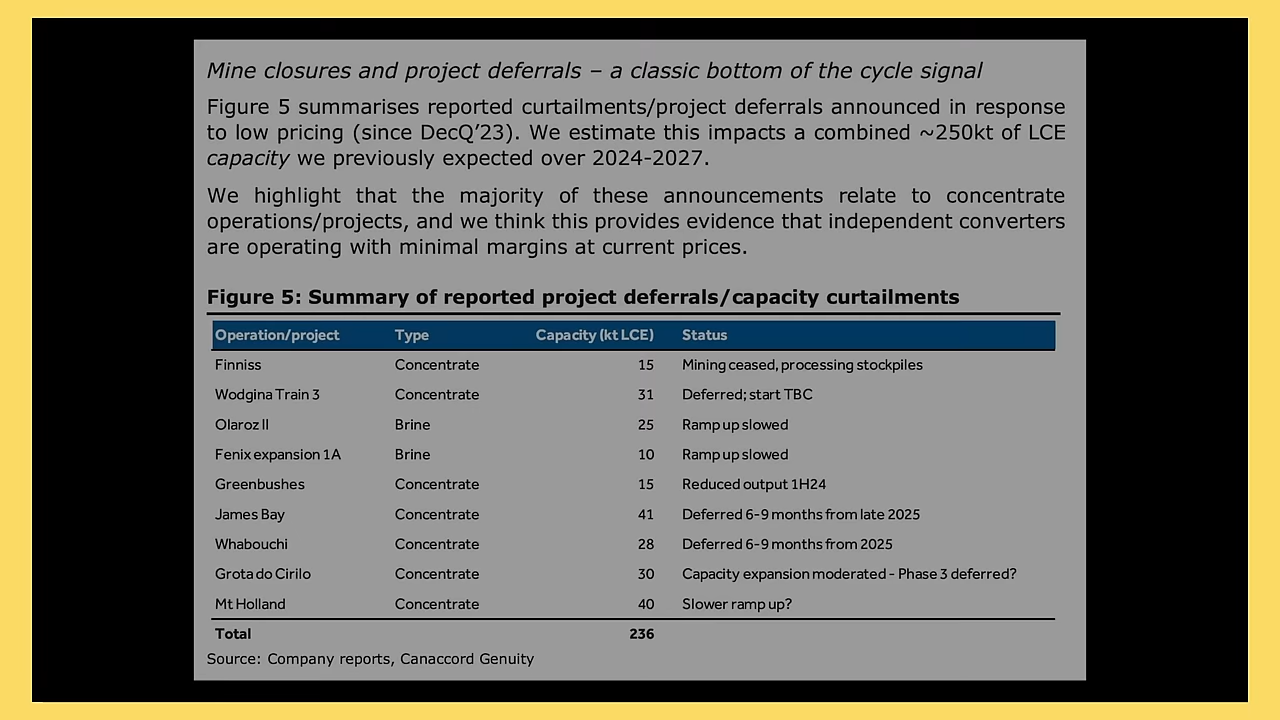 Mine closures and project deferrals – a classic bottom of the cycle signal
Figure 5 summarises reported curtailments/project deferrals announced in response
to low pricing (since DecQ’23). We estimate this impacts a combined ~250kt of LCE
capacity we previously expected over 2024-2027.
We highlight that the majority of these announcements relate to concentrate
operations/projects, and we think this provides evidence that independent converters
are operating with minimal margins at current prices.
Figure 5: Summary of reported project deferrals/capacity curtailments
Operation/project Type Capacity (kt LCE) Status
Finniss Concentrate 15 Mining ceased, processing stockpiles
Wodgina Train 3 Concentrate 31 Deferred; start TBC
Olaroz II Brine 25 Ramp up slowed
Fenix expansion 1A Brine 10 Ramp up slowed
Greenbushes Concentrate 15 Reduced output 1H24
James Bay Concentrate 41 Deferred 6-9 months from late 2025
Whabouchi Concentrate 28 Deferred 6-9 months from 2025
Grota do Cirilo Concentrate 30 Capacity expansion moderated - Phase 3 deferred?
Mt Holland Concentrate 40 Slower ramp up?
Total 236
Source: Company reports, Canaccord Genuity